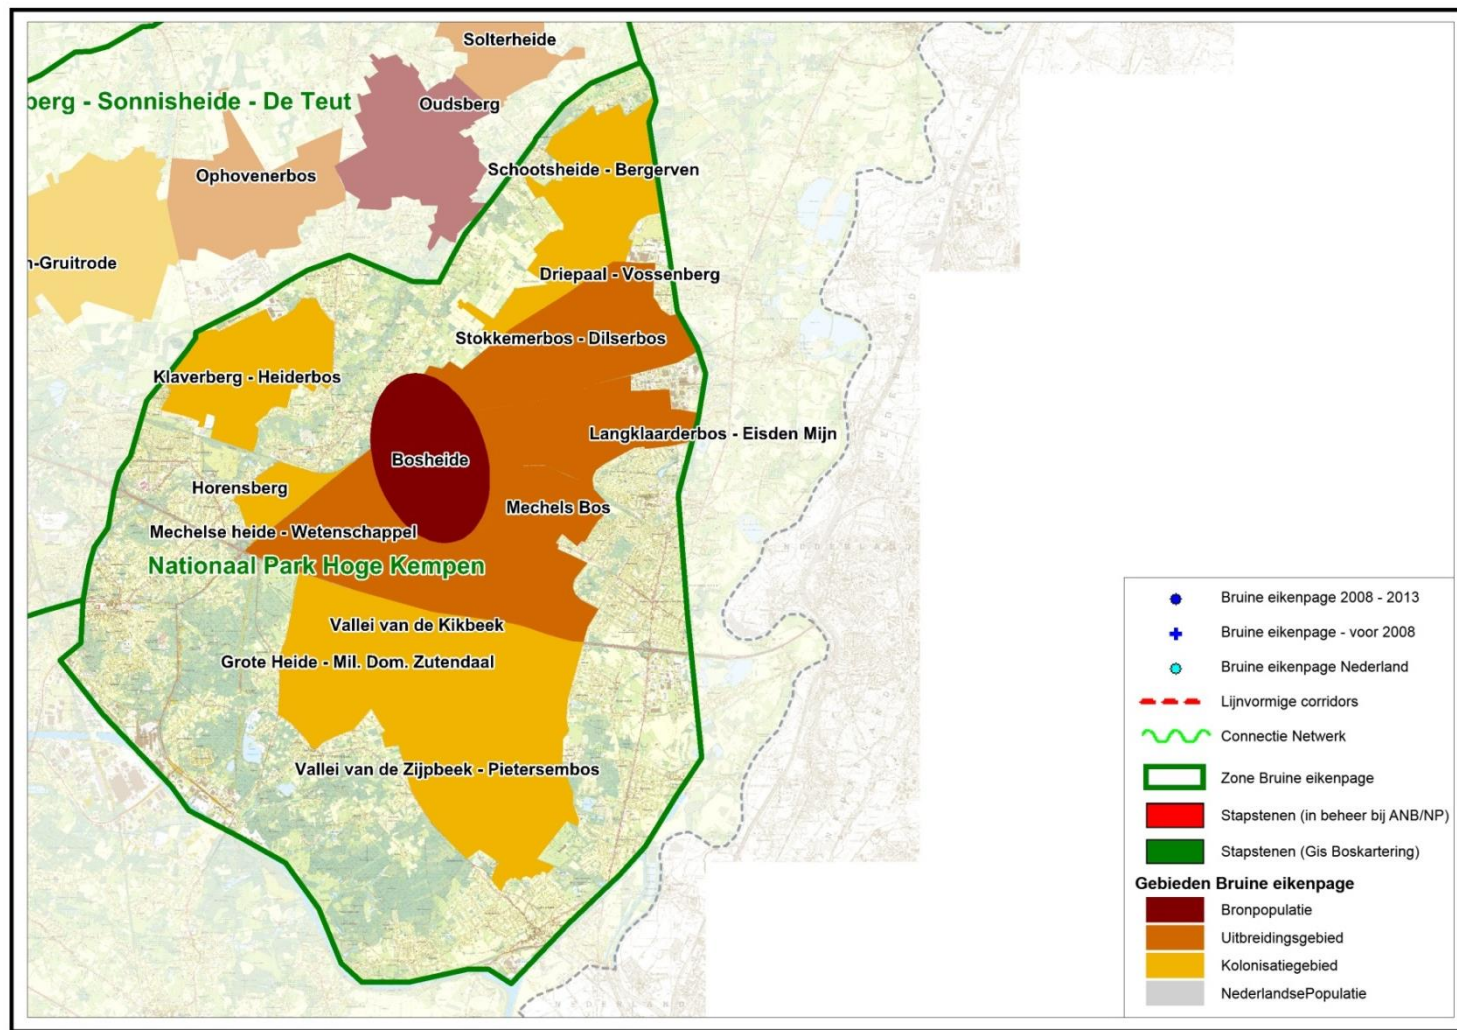 Solterheide
berg - Sonnisheide - De Teut
Oudsberg
Schootsheide - Bergerven
Ophovenerbos
n-Gruitrode
Driepaal - Vossenberg
Stokkemerbos - Dilserbos
Klaverberg - Heiderbos
Langklaarderbos - Eisden Mijn
Bosheide
Horensberg
Mechels Bos
Mechelse heide - Wetenschappel
Nationaal Park Hoge Kempen
Vallei van de Kikbeek
Grote Heide - Mil. Dom. Zutendaal
Vallei van de Zijpbeek - Pietersembos
NEDERLAND
Bruine eikenpage 2008 - 2013
Bruine eikenpage - voor 2008
Bruine eikenpage Nederland
Lijnvormige corridors
Connectie Netwerk
Zone Bruine eikenpage
Stapstenen (in beheer bij ANB/NP)
Stapstenen (Gis Boskartering)
Gebieden Bruine eikenpage
Bronpopulatie
Uitbreidingsgebied
Kolonisatiegebied
NederlandsePopulatie